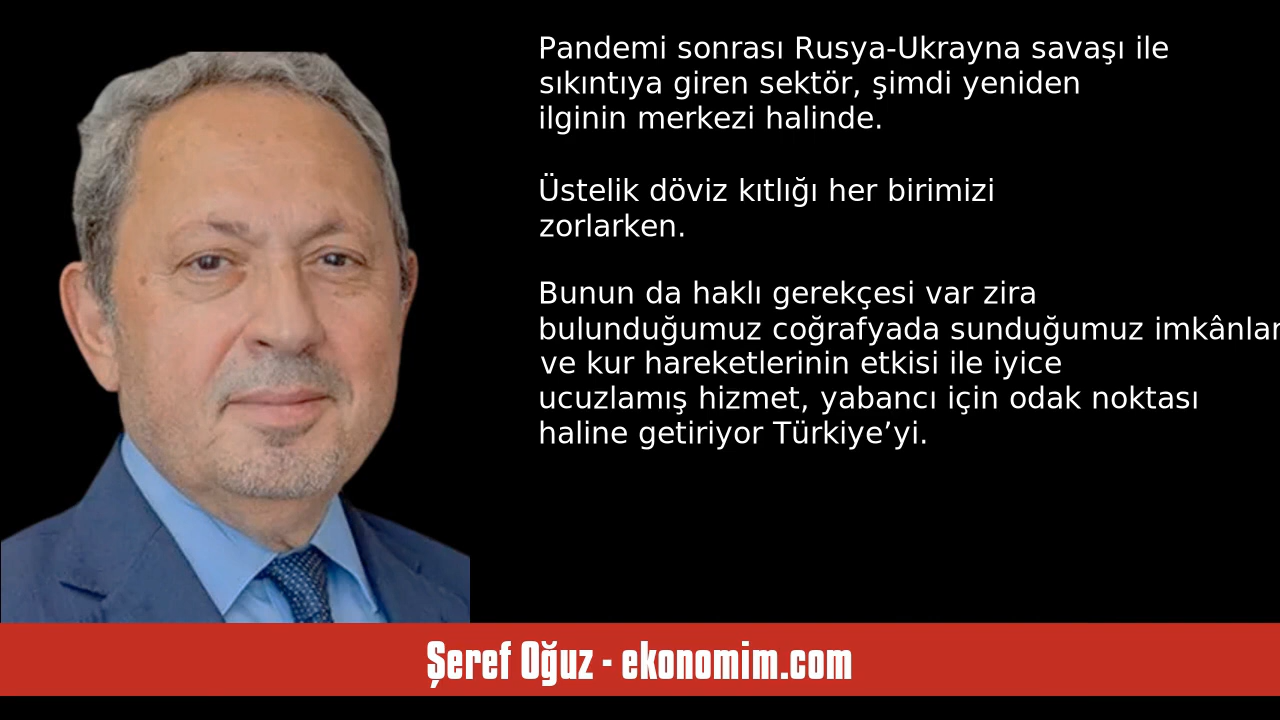 Pandemi sonrası Rusya-Ukrayna savaşı ile
sıkıntıya giren sektör, şimdi yeniden
ilginin merkezi halinde.
Üstelik döviz kıtlığı her birimizi
zorlarken.
Bunun da haklı gerekçesi var zira
bulunduğumuz coğrafyada sunduğumuz imkânlar
ve kur hareketlerinin etkisi ile iyice
ucuzlamış hizmet, yabancı için odak noktası
haline getiriyor Türkiye’yi.
Şeref Oğuz - ekonomim.com